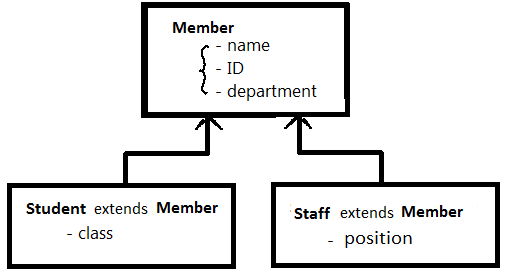 Member
- name
- ID
- department
Student extends Member
- class
Staff extends Member
- position